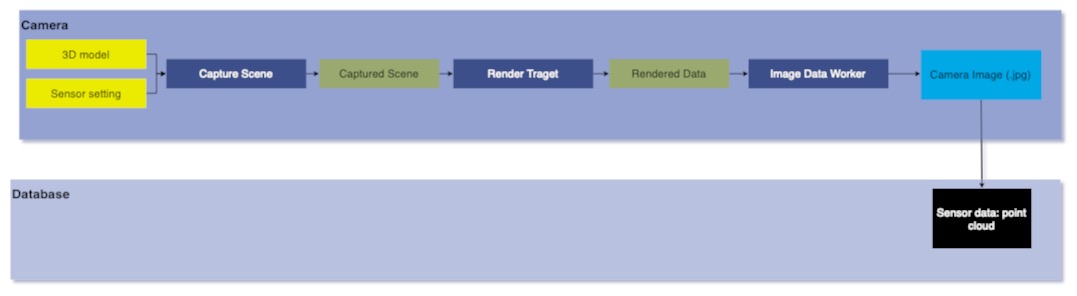 Camera
3D model
Sensor setting
Capture Scene
Captured Scene
Render Traget
Rendered Data
Image Data Worker
Camera Image (.jpg)
Database
Sensor data: point
cloud